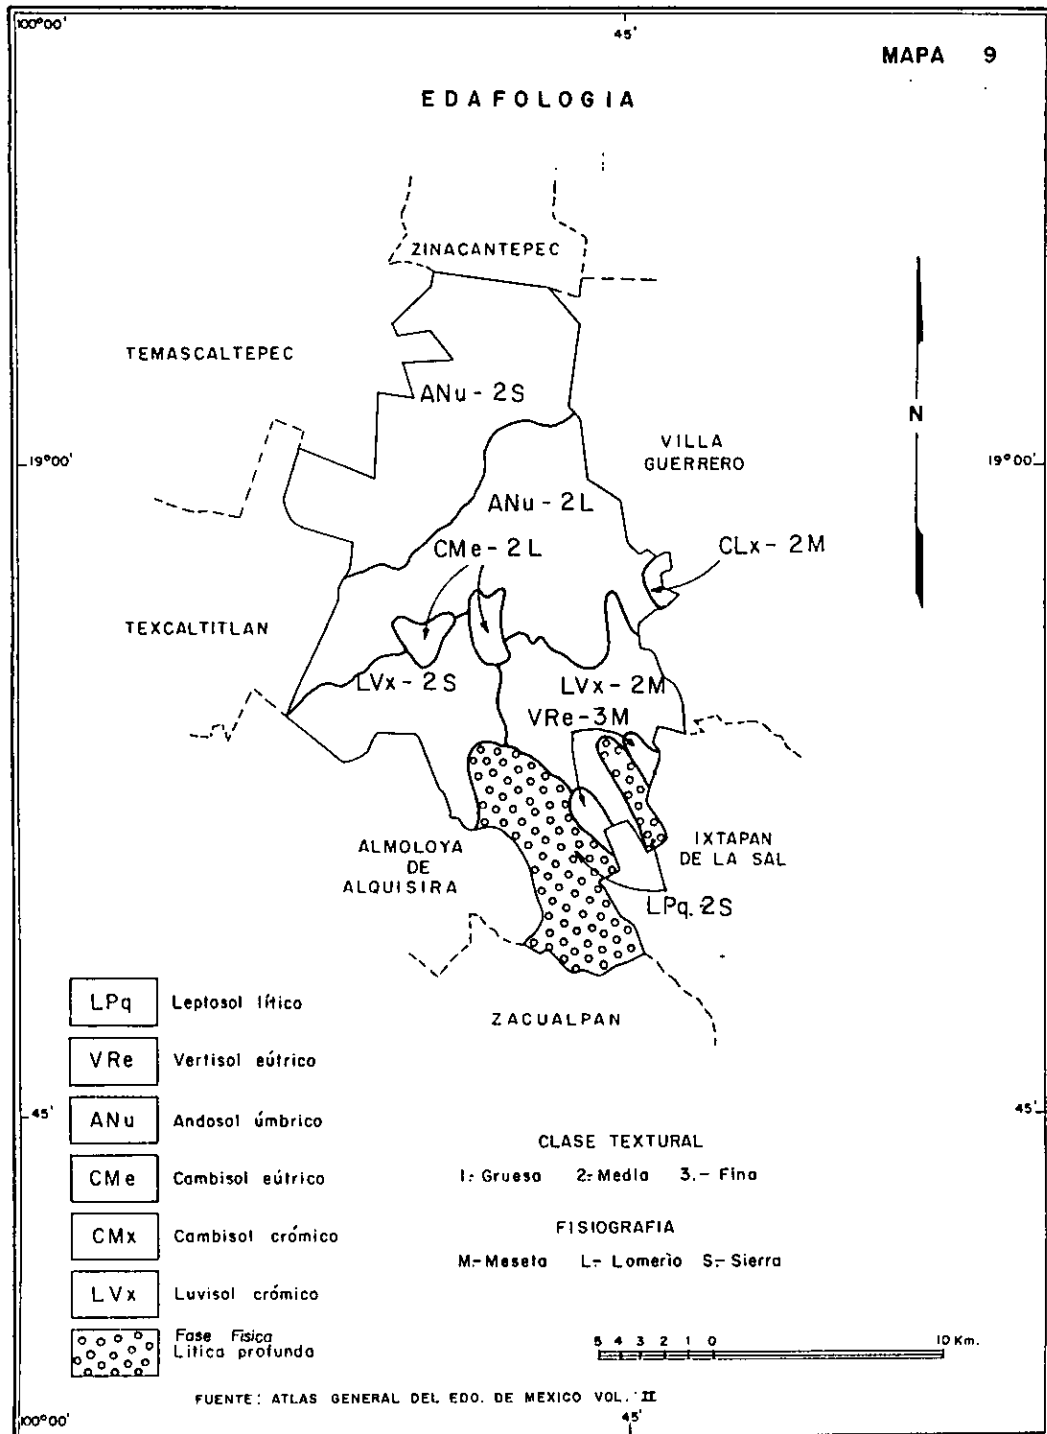 100°00'
45'
MAPA 9
EDAFOLOGIA
ZINACANTEPEC
TEMASCALTEPEC
ANu - 2S
N
VILLA
GUERRERO
19°00'
19°00'
ANu - 2L
CMe - 2L
CLx - 2M
TEXCALTITLAN
LVx - 2S
LVx - 2M
VRe - 3M
ALMOLOYA
DE
ALQUISIRA
IXTAPAN
DE LA SAL
LPq. 2S
ZACUALPAN
LPq Leptosol lítico
VRe Vertisol eútrico
45'
45'
ANu Andosol úmbrico
CMe Cambisol eútrico
CMx Cambisol crómico
LVx Luvisol crómico
Fase Física
Lítica profunda
CLASE TEXTURAL
1.- Gruesa 2.- Media 3.- Fina
FISIOGRAFIA
M.- Meseta L.- Lomerìo S.- Sierra
5 4 3 2 1 0 10 Km.
FUENTE: ATLAS GENERAL DEL EDO. DE MEXICO VOL. II
100°00'
45'